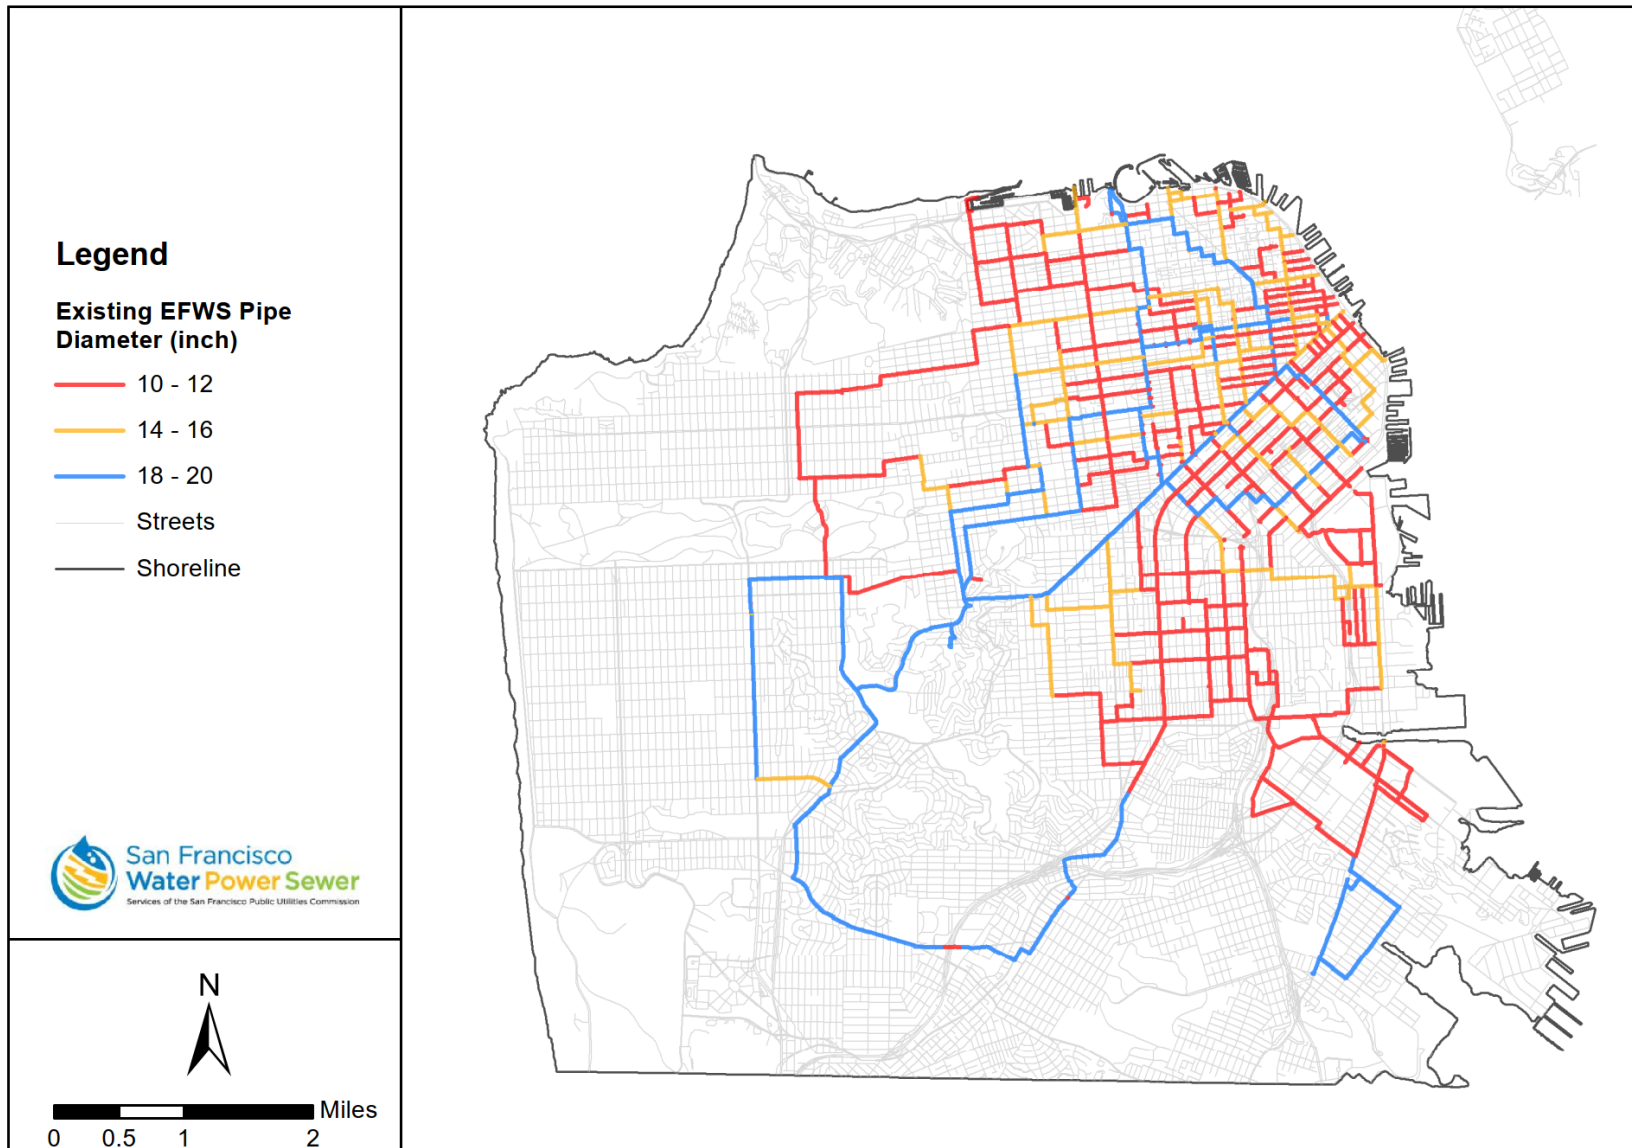 Legend
Existing EFWS Pipe
Diameter (inch)
10 - 12
14 - 16
18 - 20
Streets
Shoreline
San Francisco
Water Power Sewer
Services of the San Francisco Public Utilities Commission
N
Miles
0 0.5 1 2